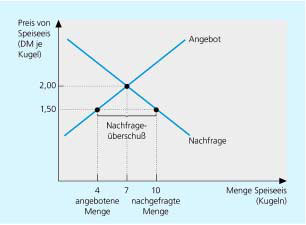 Preis von
Speiseeis
(DM je
Kugel)
Angebot
2,00
1,50
Nachfrage-
überschuß
Nachfrage
4
7
10
Menge Speiseeis
(Kugeln)
angebotene
Menge
nachgefragte
Menge